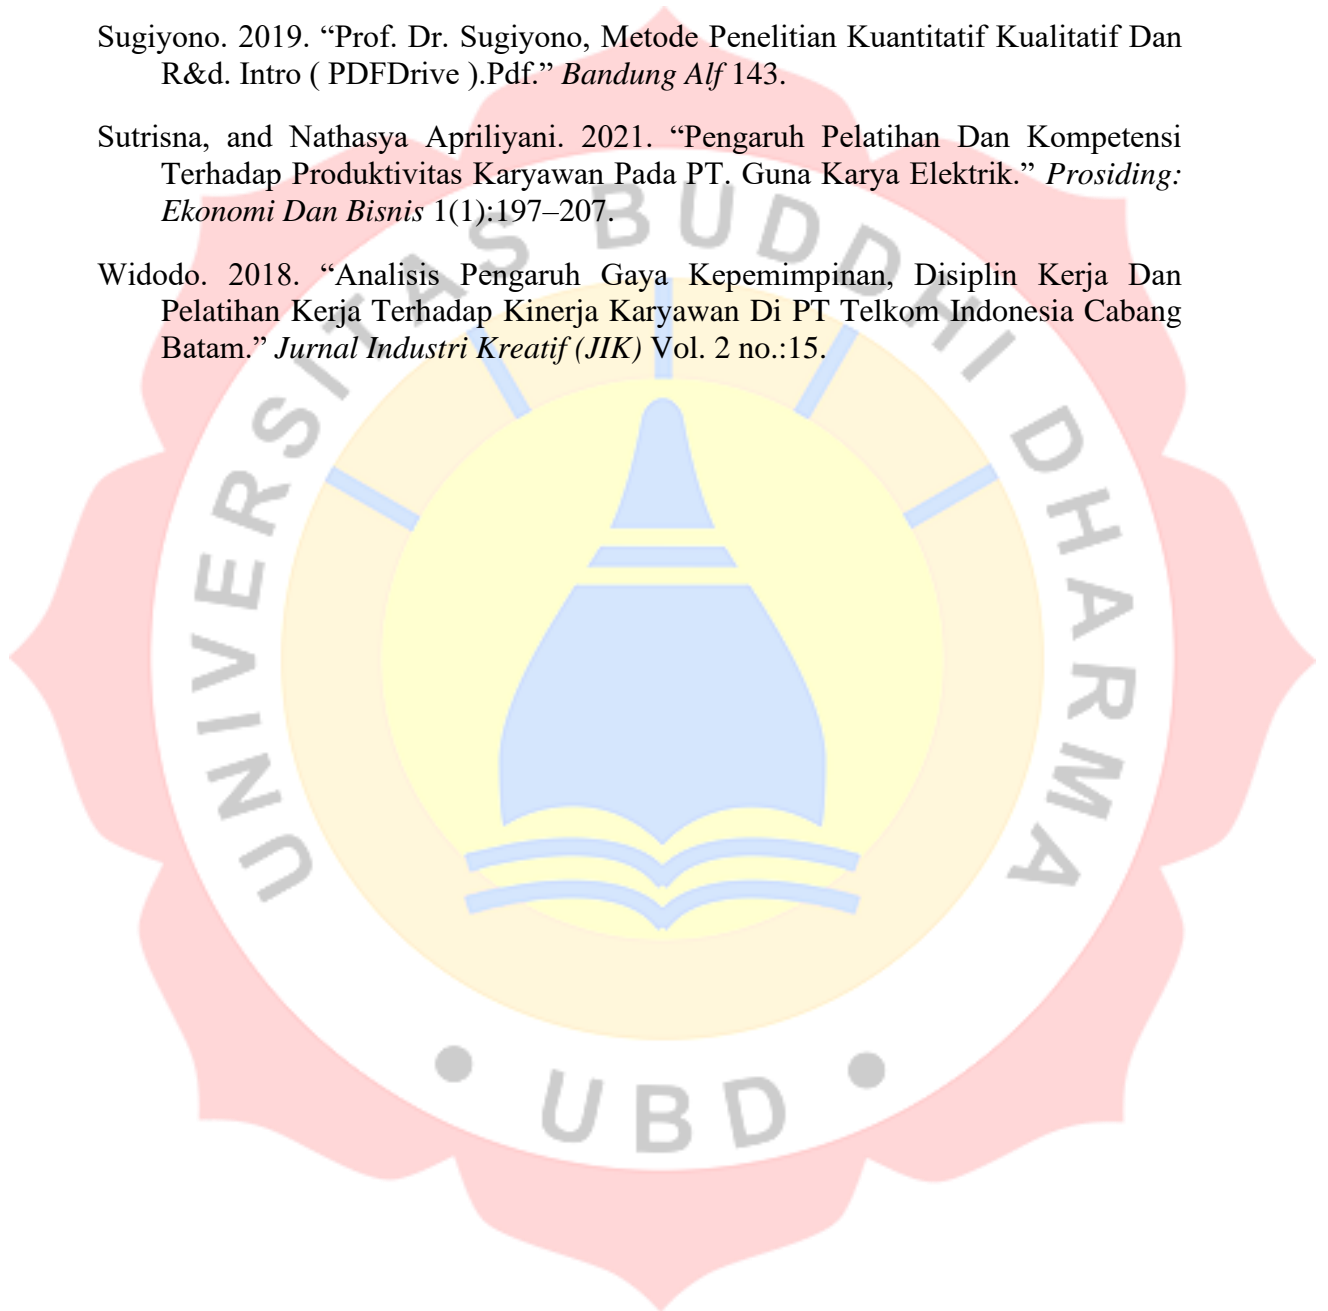 Sugiyono. 2019. “Prof. Dr. Sugiyono, Metode Penelitian Kuantitatif Kualitatif Dan
R&d. Intro ( PDFDrive ).Pdf.” Bandung Alf 143.
Sutrisna, and Nathasya Apriliyani. 2021. “Pengaruh Pelatihan Dan Kompetensi
Terhadap Produktivitas Karyawan Pada PT. Guna Karya Elektrik.” Prosiding:
Ekonomi Dan Bisnis 1(1):197–207.
Widodo. 2018. “Analisis Pengaruh Gaya Kepemimpinan, Disiplin Kerja Dan
Pelatihan Kerja Terhadap Kinerja Karyawan Di PT Telkom Indonesia Cabang
Batam.” Jurnal Industri Kreatif (JIK) Vol. 2 no.:15.
UNIVERSITAS BUDDHI DHARMA
• UBD •